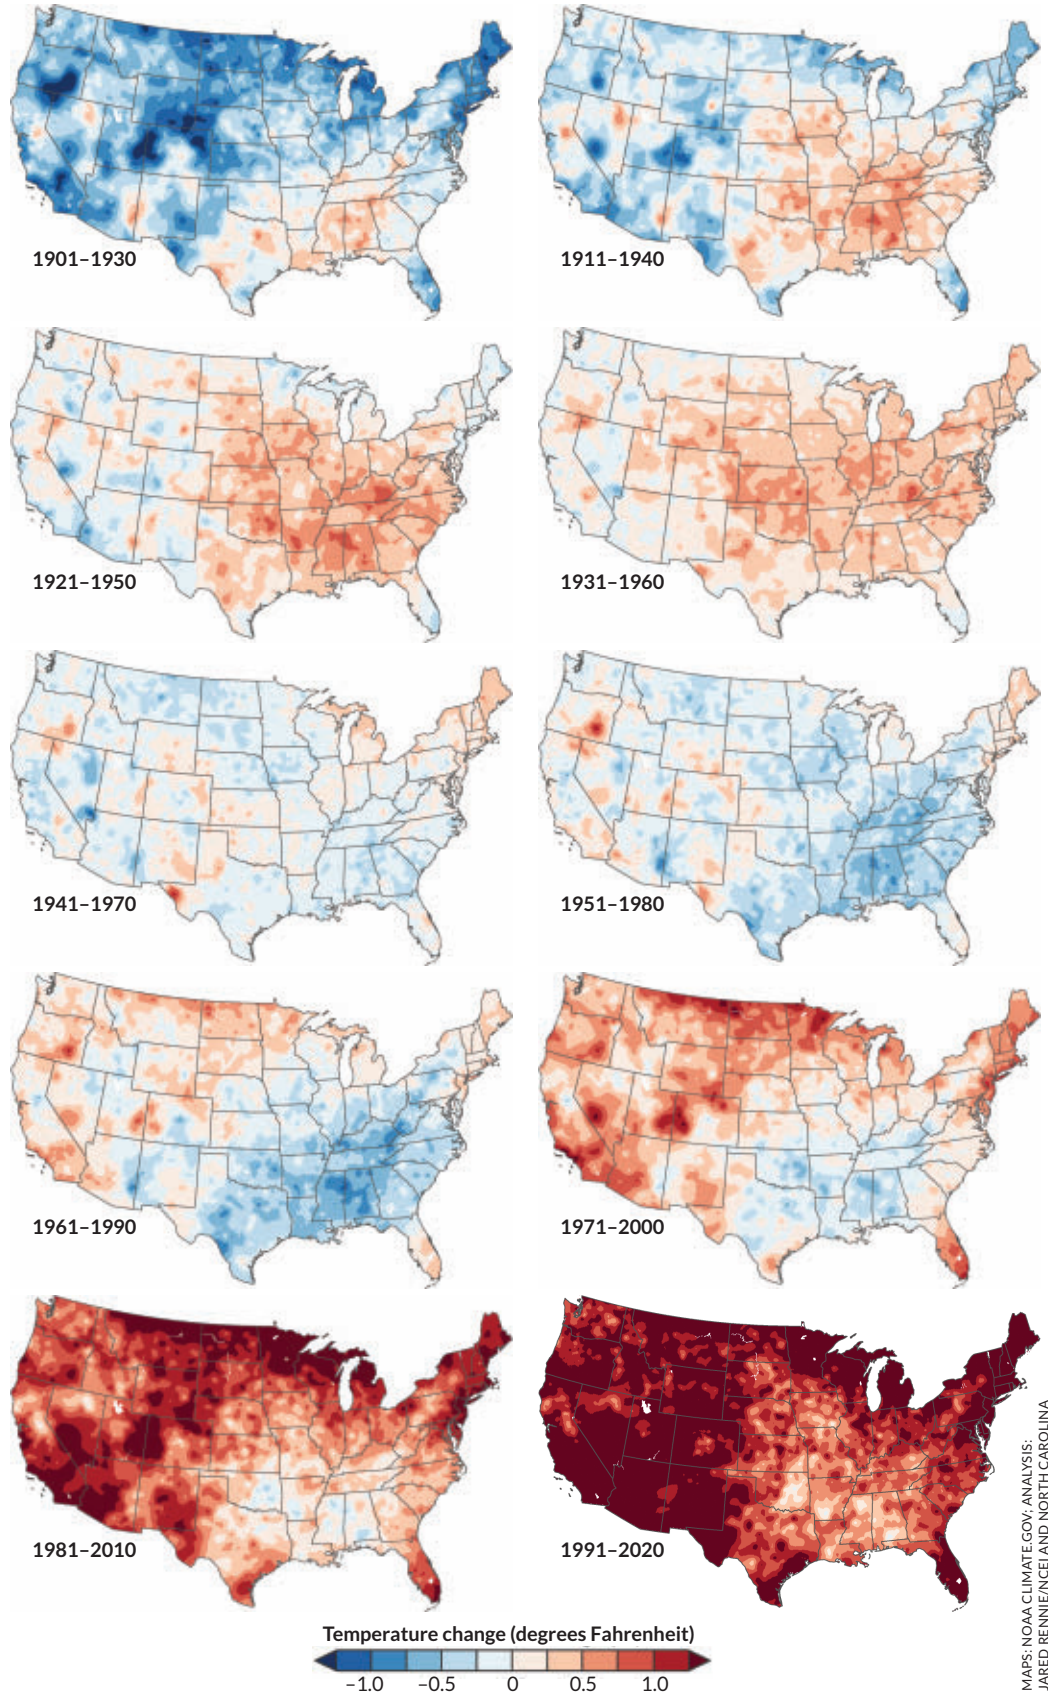 1901–1930
1911–1940
1921–1950
1931–1960
1941–1970
1951–1980
1961–1990
1971–2000
1981–2010
1991–2020
Temperature change (degrees Fahrenheit)
–1.0 –0.5 0 0.5 1.0
MAPS: NOAA CLIMATE.GOV; ANALYSIS:
JARED RENNIE/NCEI AND NORTH CAROLINA